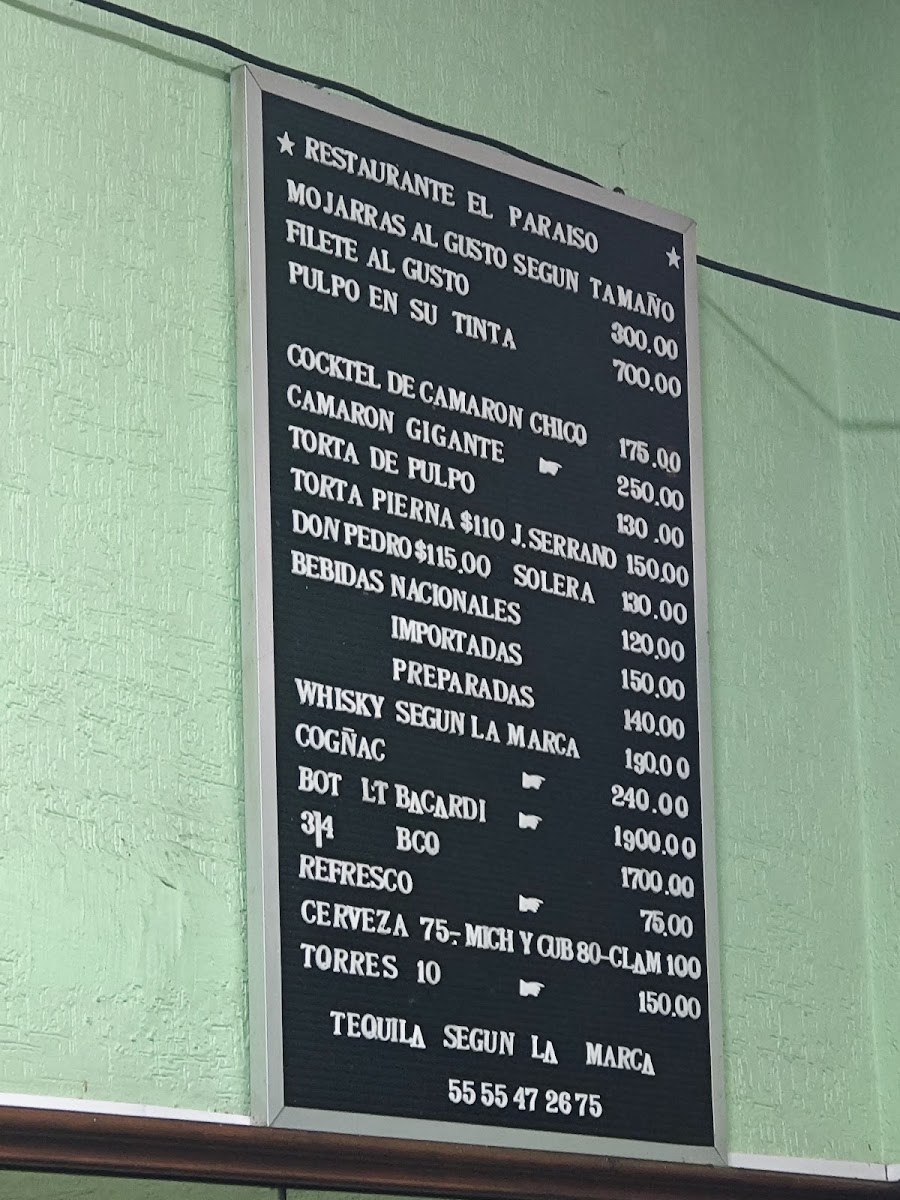 ★ RESTAURANTE EL PARAISO ★
MOJARRAS AL GUSTO SEGUN TAMAÑO
FILETE AL GUSTO 300.00
PULPO EN SU TINTA 700.00
COCKTEL DE CAMARON CHICO 175.00
CAMARON GIGANTE ☛ 250.00
TORTA DE PULPO 130.00
TORTA PIERNA $110 J.SERRANO 150.00
DON PEDRO $115.00 SOLERA 130.00
BEBIDAS NACIONALES 120.00
IMPORTADAS 150.00
PREPARADAS 140.00
WHISKY SEGUN LA MARCA 190.00
COGÑAC ☛ 240.00
BOT LT BACARDI ☛ 1900.00
3/4 BCO 1700.00
REFRESCO ☛ 75.00
CERVEZA 75.- MICH Y CUB 80-CLAM 100
TORRES 10 ☛ 150.00
TEQUILA SEGUN LA MARCA
55 55 47 26 75